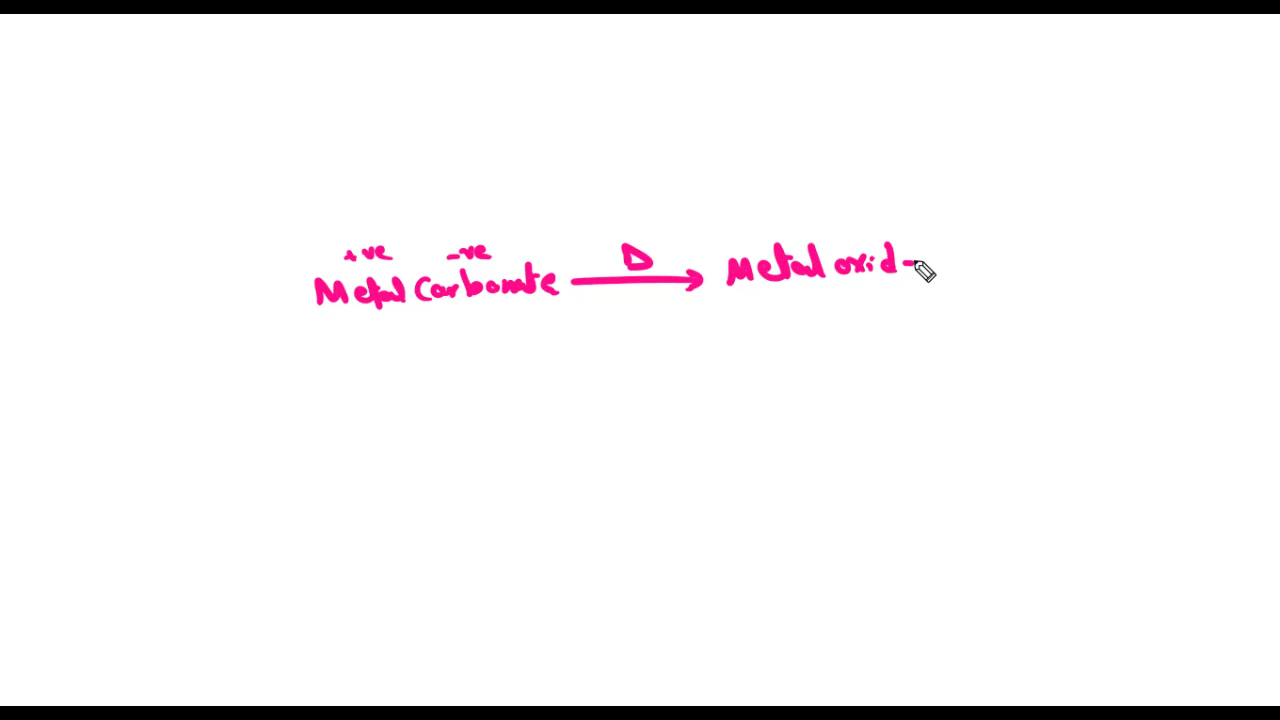 +ve -ve Δ
Metal Carbonate → Metal oxid-